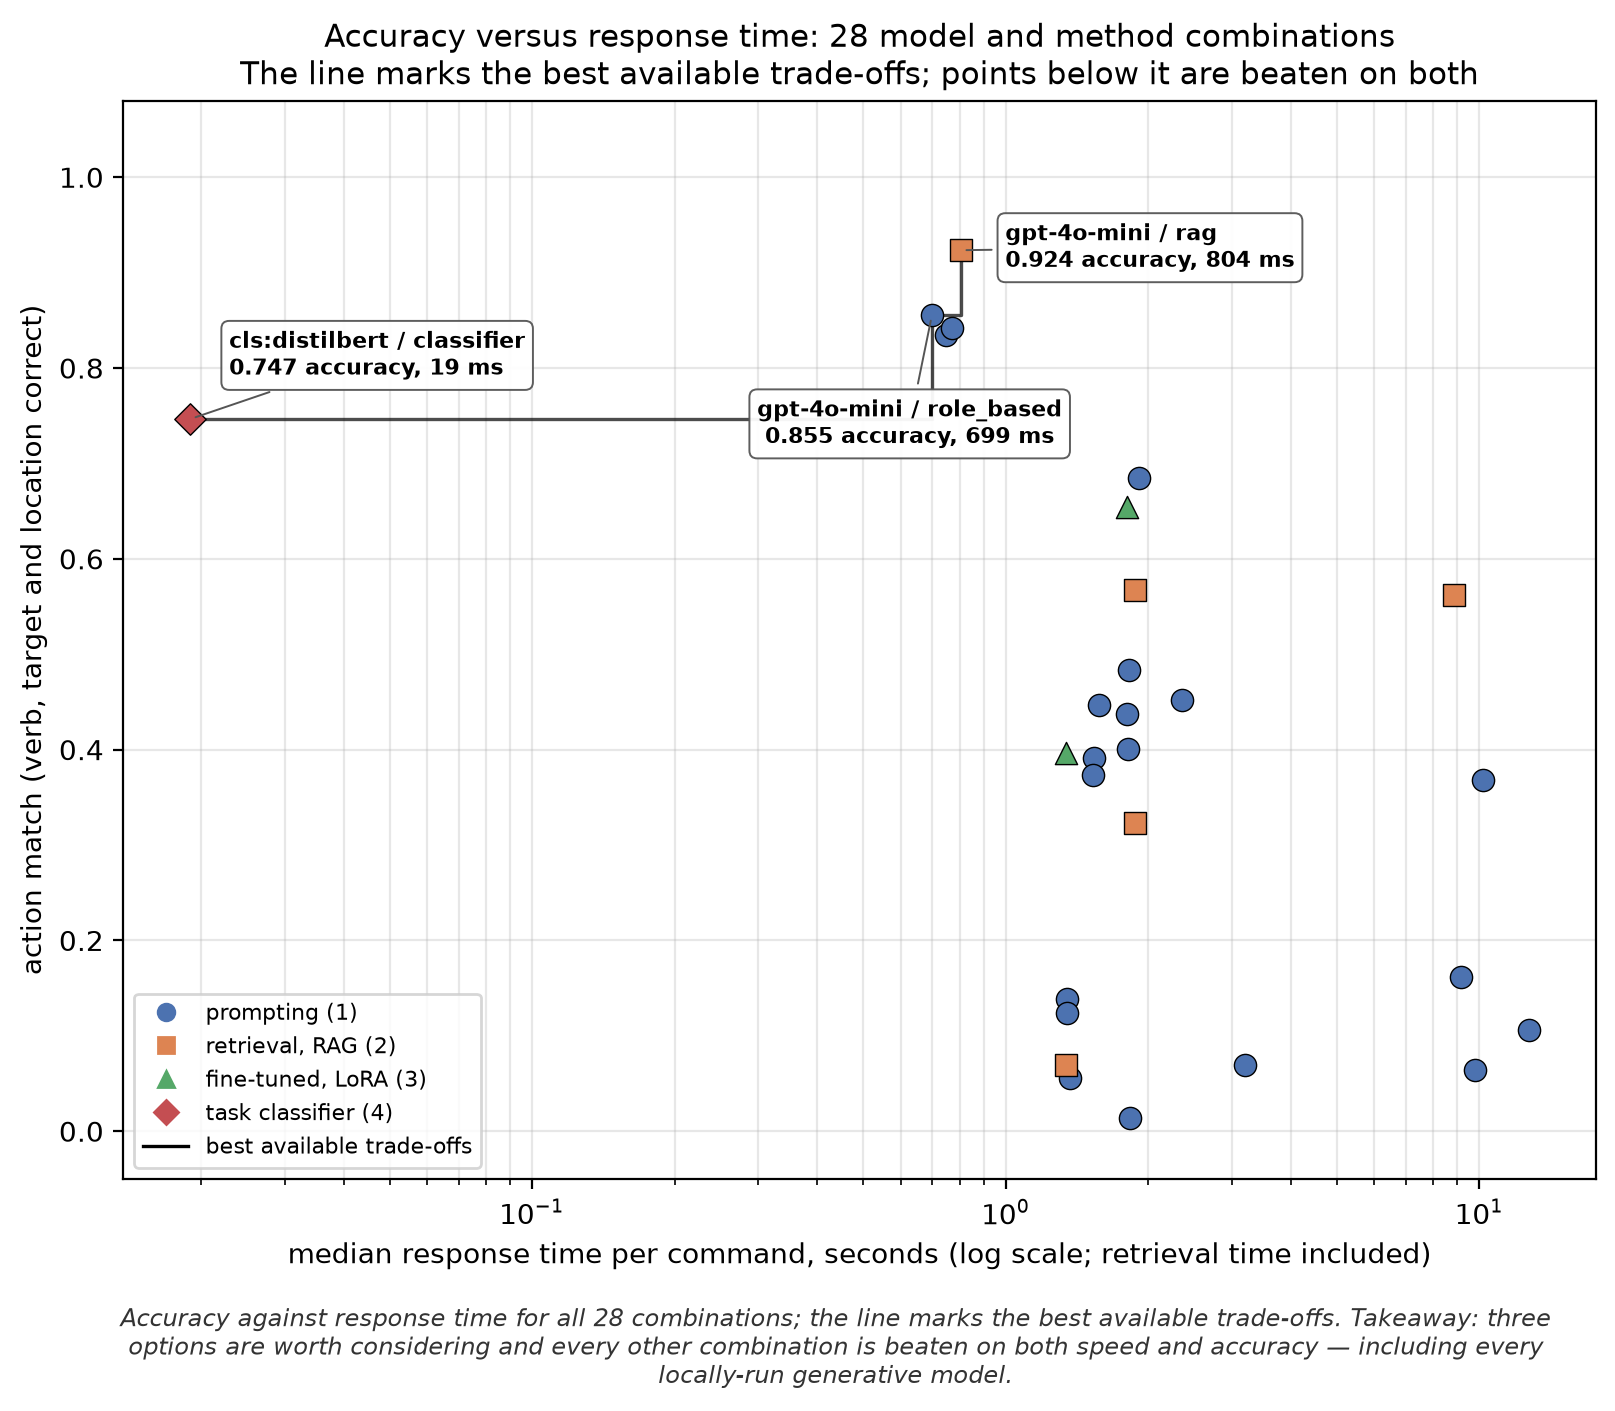 Accuracy versus response time: 28 model and method combinations
The line marks the best available trade-offs; points below it are beaten on both
action match (verb, target and location correct)
1.0
0.8
0.6
0.4
0.2
0.0
gpt-4o-mini / rag
0.924 accuracy, 804 ms
cls:distilbert / classifier
0.747 accuracy, 19 ms
gpt-4o-mini / role_based
0.855 accuracy, 699 ms
prompting (1)
retrieval, RAG (2)
fine-tuned, LoRA (3)
task classifier (4)
best available trade-offs
10⁻¹
10⁰
10¹
median response time per command, seconds (log scale; retrieval time included)
Accuracy against response time for all 28 combinations; the line marks the best available trade-offs. Takeaway: three
options are worth considering and every other combination is beaten on both speed and accuracy — including every
locally-run generative model.